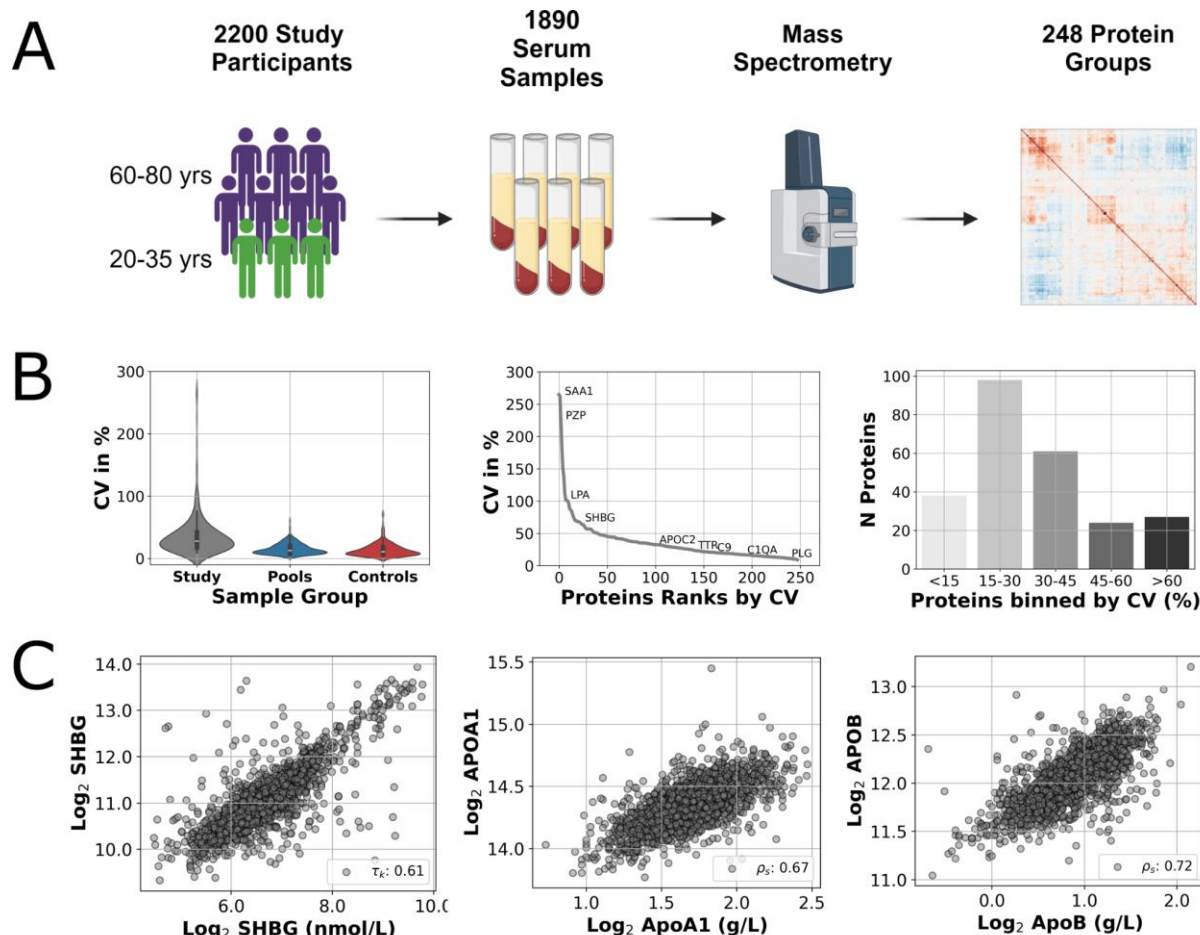 A
2200 Study
Participants
1890
Serum
Samples
Mass
Spectrometry
248 Protein
Groups
60-80 yrs
20-35 yrs
B
300
200
100
0
CV in %
Study
Pools
Controls
Sample Group
300
250
200
150
100
50
0
CV in %
SAA1
PZP
LPA
SHBG
APOC2
TTR
C9
C1QA
PLG
0
50
100
150
200
250
Proteins Ranks by CV
100
80
60
40
20
0
N Proteins
<15
15-30
30-45
45-60
>60
Proteins binned by CV (%)
C
14.0
13.0
12.0
11.0
10.0
Log₂ SHBG
τₖ: 0.61
6.0
8.0
10.0
Log₂ SHBG (nmol/L)
15.5
15.0
14.5
14.0
Log₂ APOA1
ρₛ: 0.67
1.0
1.5
2.0
2.5
Log₂ ApoA1 (g/L)
13.0
12.5
12.0
11.5
11.0
Log₂ APOB
ρₛ: 0.72
0.0
1.0
2.0
Log₂ ApoB (g/L)